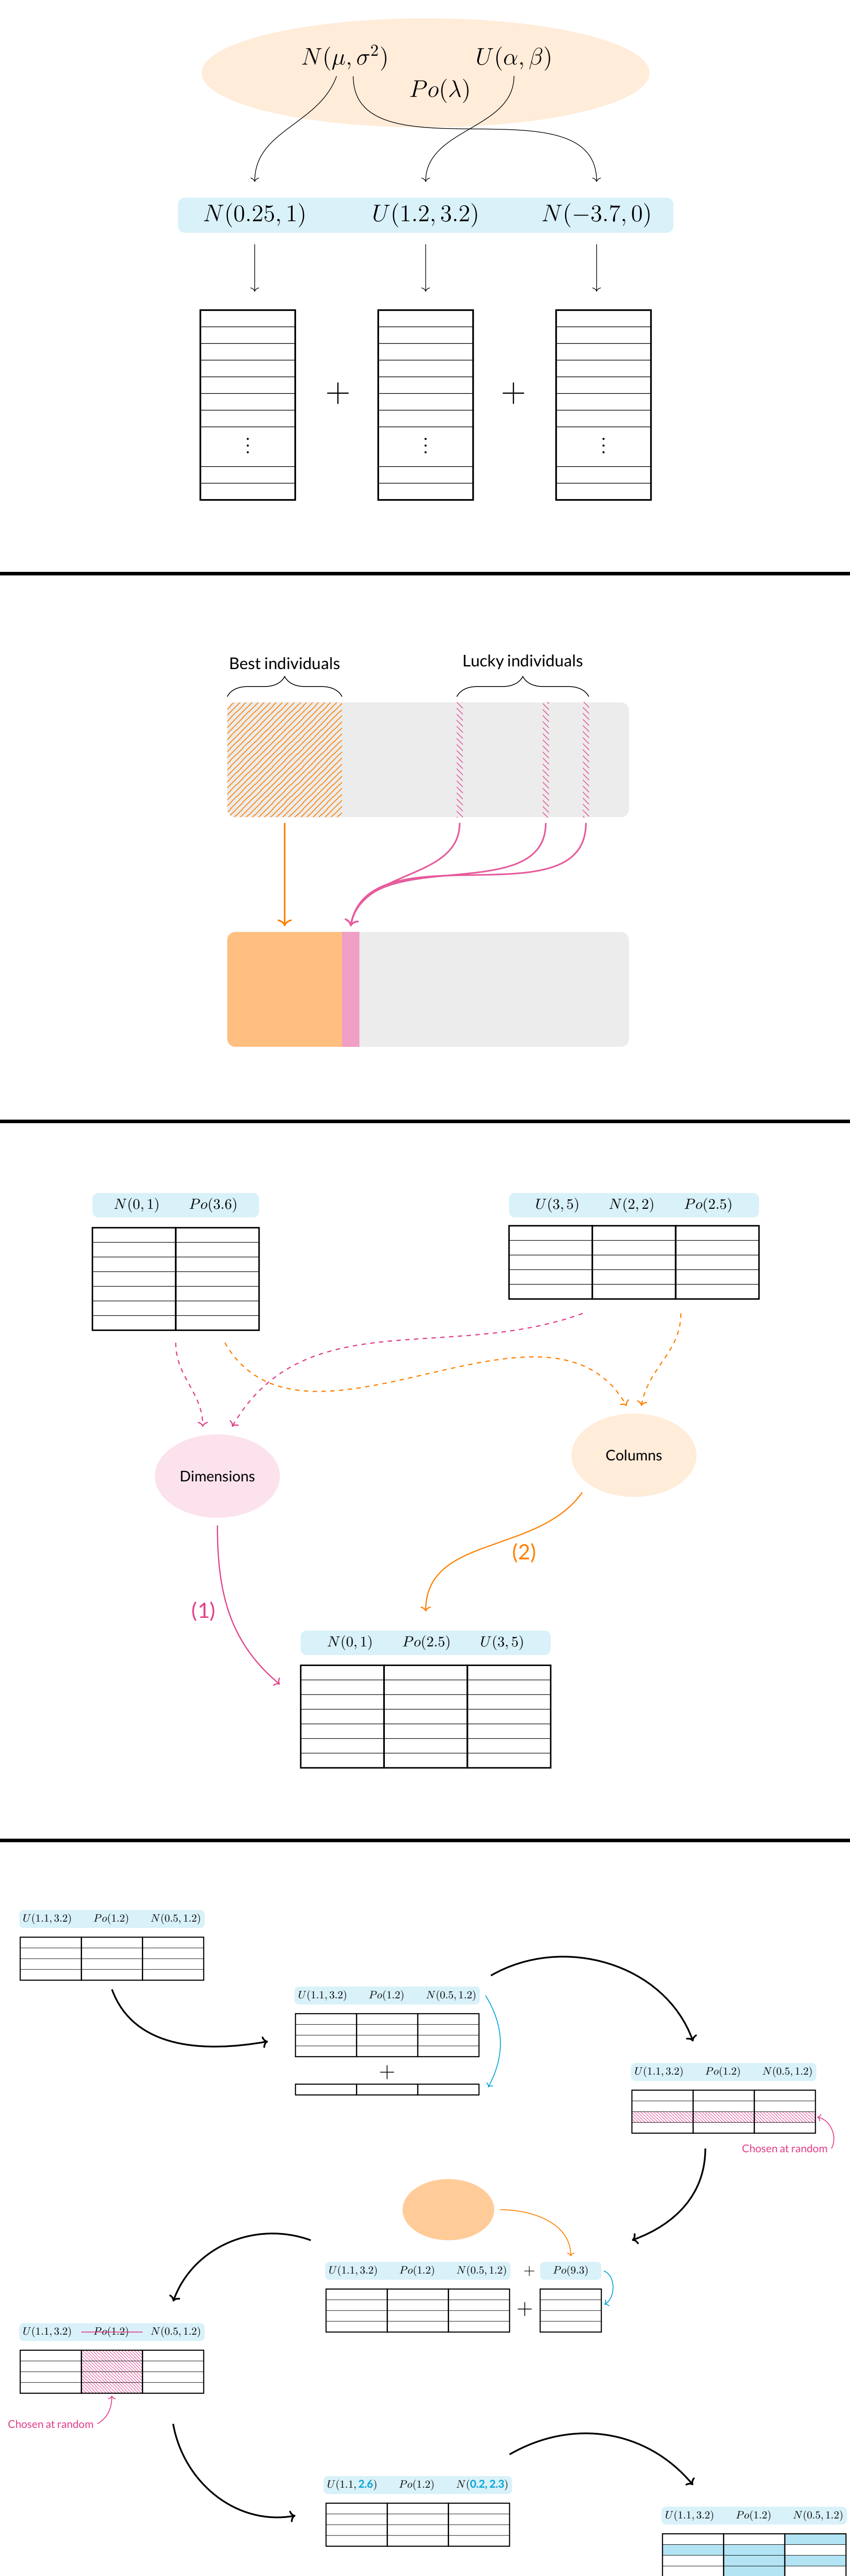 N(μ, σ²) U(α, β)
Po(λ)
N(0.25, 1) U(1.2, 3.2) N(−3.7, 0)
+ +
⋮ ⋮ ⋮
Best individuals Lucky individuals
N(0, 1) Po(3.6) U(3, 5) N(2, 2) Po(2.5)
Columns
Dimensions
(2)
(1)
N(0, 1) Po(2.5) U(3, 5)
U(1.1, 3.2) Po(1.2) N(0.5, 1.2)
U(1.1, 3.2) Po(1.2) N(0.5, 1.2)
+
U(1.1, 3.2) Po(1.2) N(0.5, 1.2)
Chosen at random
U(1.1, 3.2) Po(1.2) N(0.5, 1.2) + Po(9.3)
+
U(1.1, 3.2) Po(1.2) N(0.5, 1.2)
Chosen at random
U(1.1, 2.6) Po(1.2) N(0.2, 2.3)
U(1.1, 3.2) Po(1.2) N(0.5, 1.2)